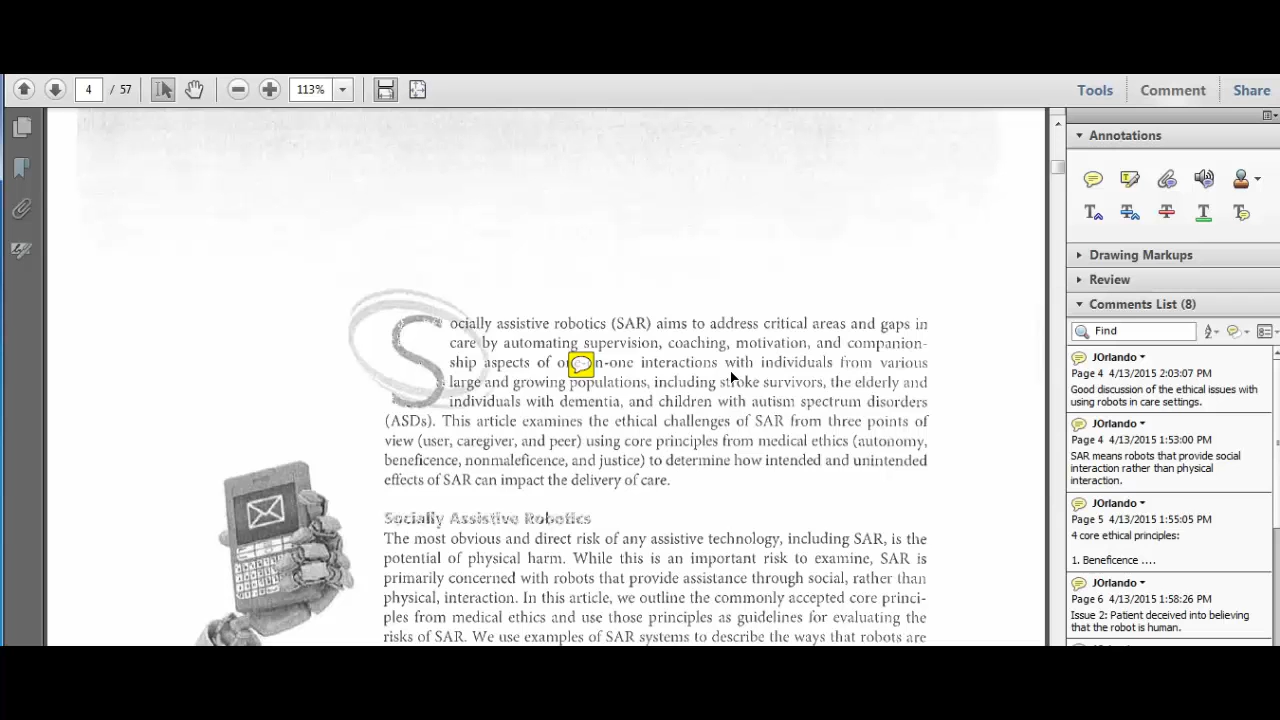 4 / 57 113% Tools Comment Share
Socially assistive robotics (SAR) aims to address critical areas and gaps in
care by automating supervision, coaching, motivation, and companion-
ship aspects of n-one interactions with individuals from various
large and growing populations, including stroke survivors, the elderly and
individuals with dementia, and children with autism spectrum disorders
(ASDs). This article examines the ethical challenges of SAR from three points of
view (user, caregiver, and peer) using core principles from medical ethics (autonomy,
beneficence, nonmaleficence, and justice) to determine how intended and unintended
effects of SAR can impact the delivery of care.
Socially Assistive Robotics
The most obvious and direct risk of any assistive technology, including SAR, is the
potential of physical harm. While this is an important risk to examine, SAR is
primarily concerned with robots that provide assistance through social, rather than
physical, interaction. In this article, we outline the commonly accepted core princi-
ples from medical ethics and use those principles as guidelines for evaluating the
risks of SAR. We use examples of SAR systems to describe the ways that robots are
Annotations
Drawing Markups
Review
Comments List (8)
Find
JOrlando
Page 4 4/13/2015 2:03:07 PM
Good discussion of the ethical issues with
using robots in care settings.
JOrlando
Page 4 4/13/2015 1:53:00 PM
SAR means robots that provide social
interaction rather than physical
interaction.
JOrlando
Page 5 4/13/2015 1:55:05 PM
4 core ethical principles:
1. Beneficence ....
JOrlando
Page 6 4/13/2015 1:58:26 PM
Issue 2: Patient deceived into believing
that the robot is human.